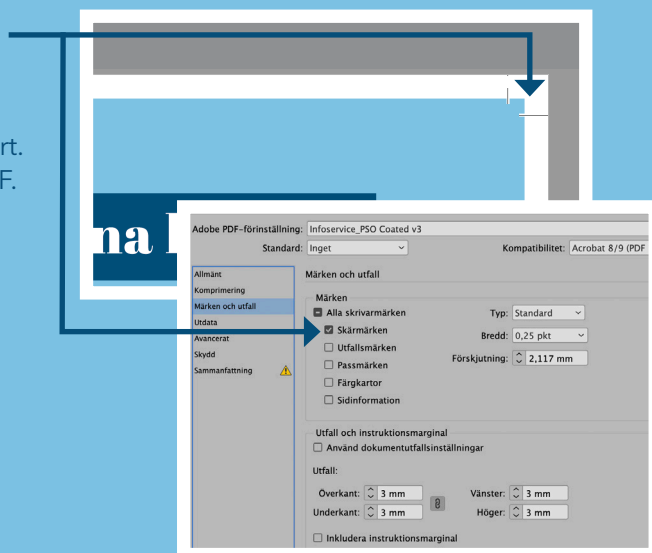 rt.
F.
na
Adobe PDF-förinställning: Infoservice_PSO Coated v3
Standard: Inget Kompatibilitet: Acrobat 8/9 (PDF
Allmänt
Komprimering
Märken och utfall
Utdata
Avancerat
Skydd
Sammanfattning
Märken och utfall
Märken
Alla skrivarmärken
Skärmärken
Utfallsmärken
Passmärken
Färgkartor
Sidinformation
Typ: Standard
Bredd: 0,25 pkt
Förskjutning: 2,117 mm
Utfall och instruktionsmarginal
Använd dokumentutfallsinställningar
Utfall:
Överkant: 3 mm Vänster: 3 mm
Underkant: 3 mm Höger: 3 mm
Inkludera instruktionsmarginal